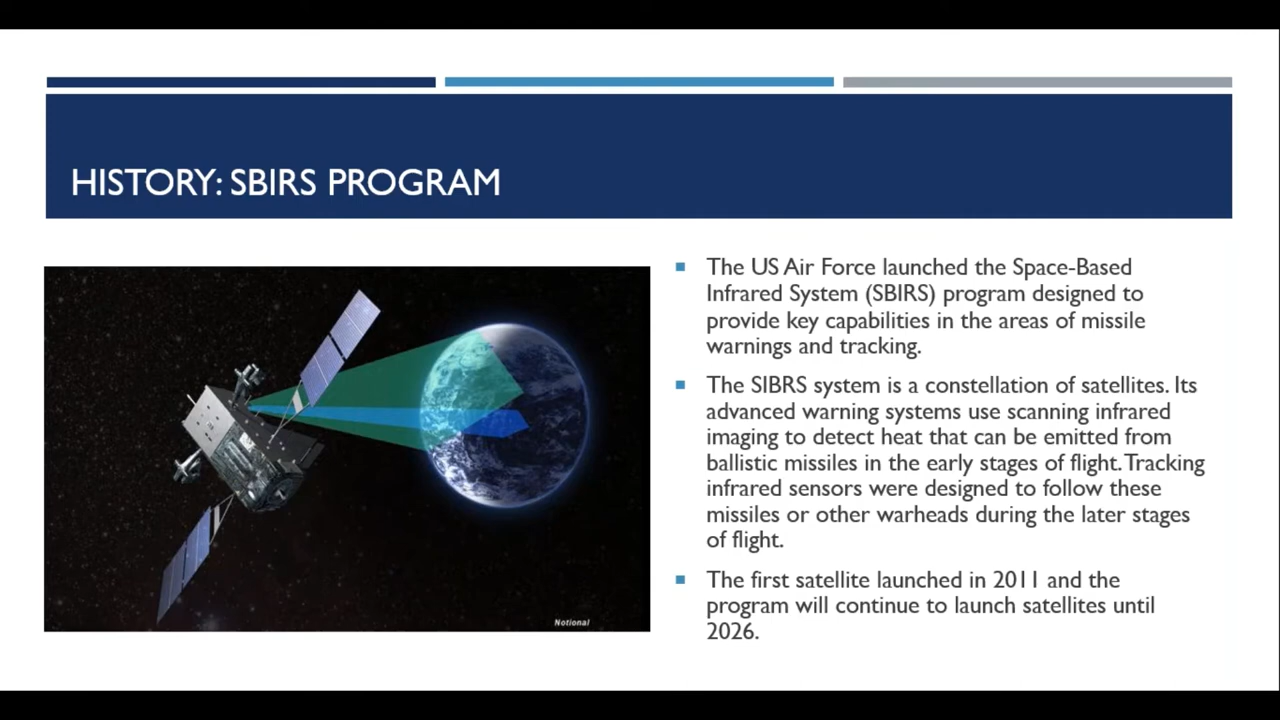 HISTORY: SBIRS PROGRAM
The US Air Force launched the Space-Based
Infrared System (SBIRS) program designed to
provide key capabilities in the areas of missile
warnings and tracking.
The SIBRS system is a constellation of satellites. Its
advanced warning systems use scanning infrared
imaging to detect heat that can be emitted from
ballistic missiles in the early stages of flight. Tracking
infrared sensors were designed to follow these
missiles or other warheads during the later stages
of flight.
The first satellite launched in 2011 and the
program will continue to launch satellites until
2026.
Notional